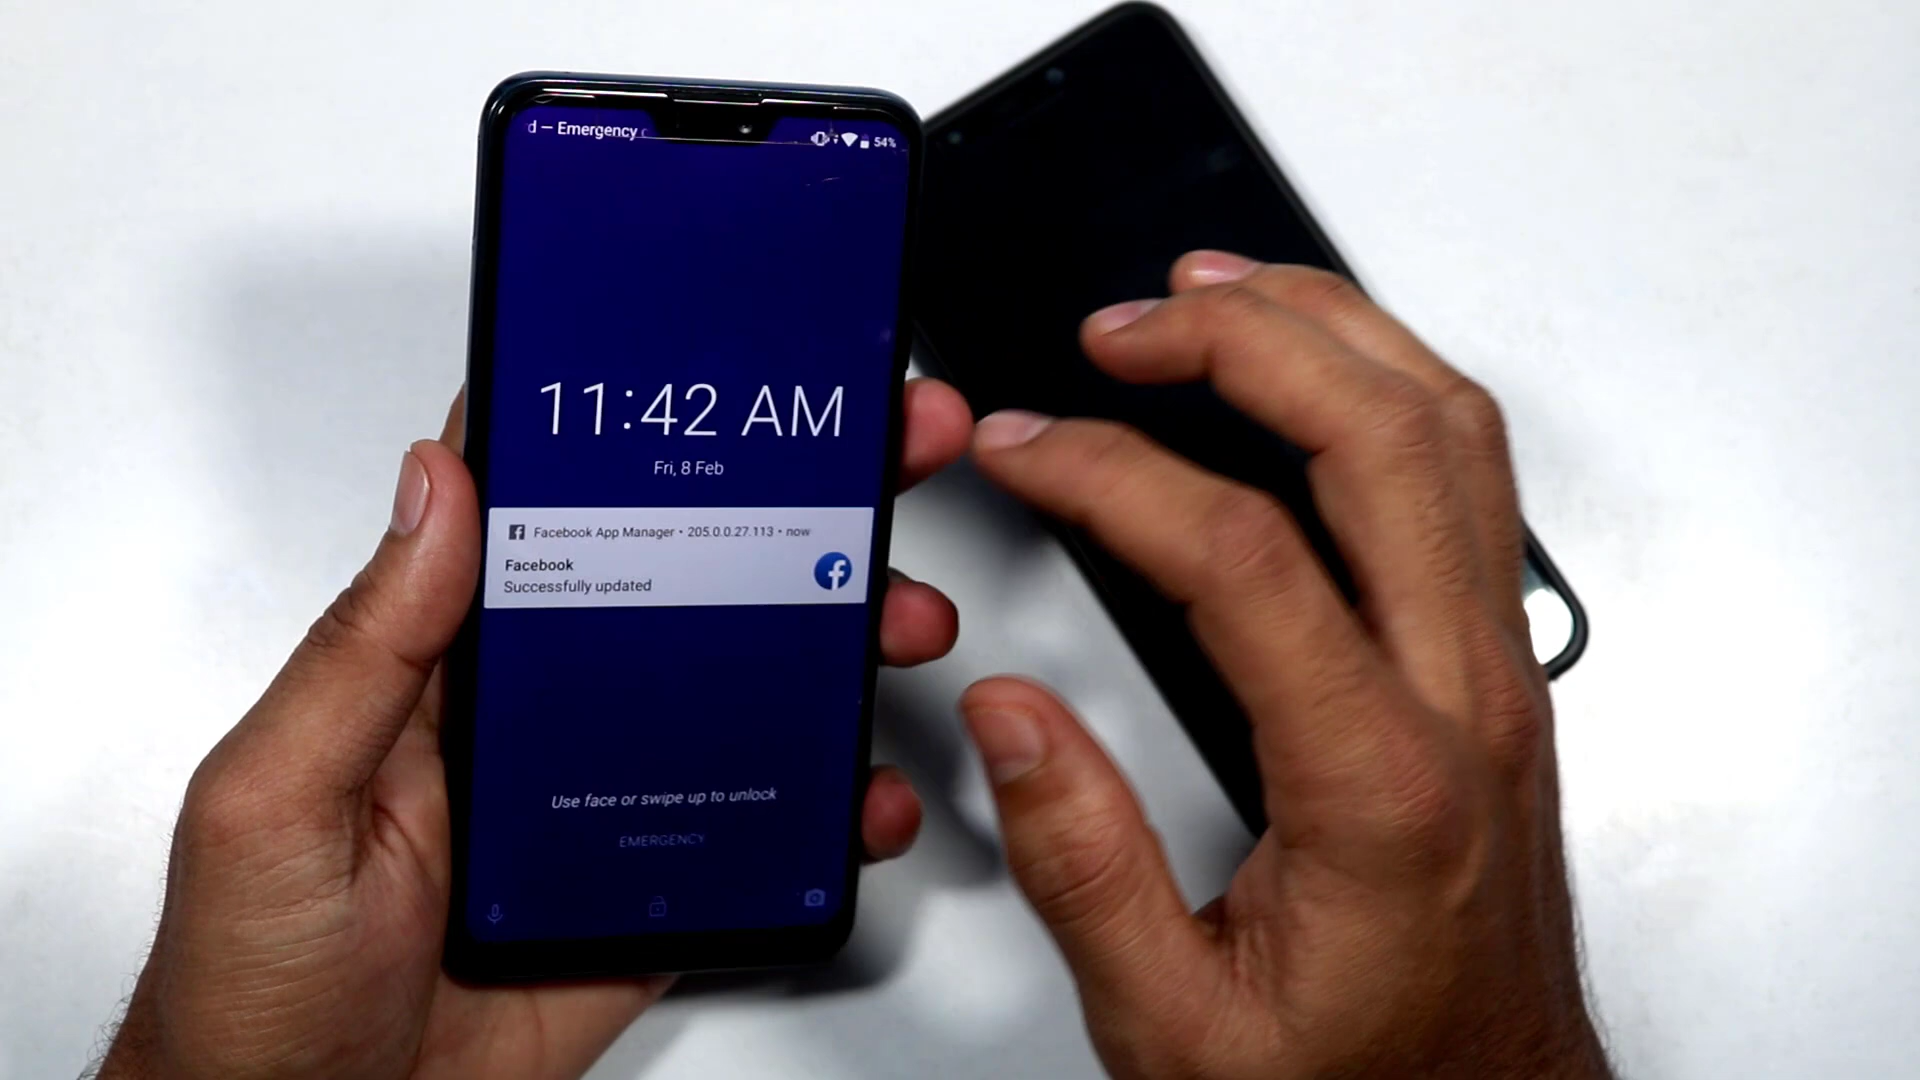 d — Emergency
54%
11:42 AM
Fri, 8 Feb
Facebook App Manager • 205.0.0.27.113 • now
Facebook
Successfully updated
Use face or swipe up to unlock
EMERGENCY